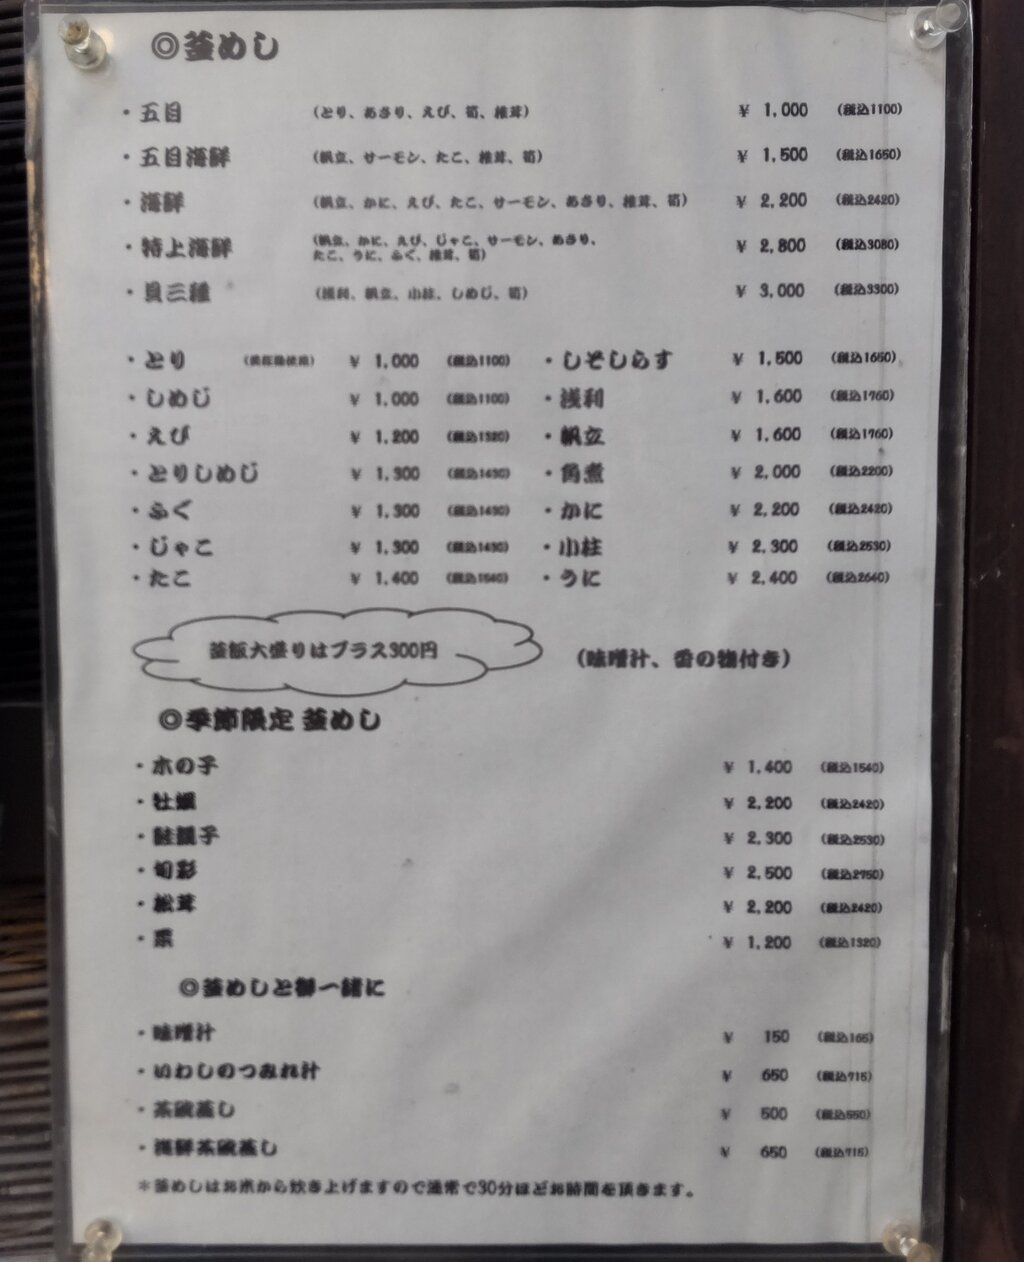 ◎釜めし
・五目 (とり、あさり、えび、筍、椎茸) ¥ 1,000 (税込1100)
・五目海鮮 (帆立、サーモン、たこ、椎茸、筍) ¥ 1,500 (税込1650)
・海鮮 (帆立、かに、えび、たこ、サーモン、あさり、椎茸、筍) ¥ 2,200 (税込2420)
・特上海鮮 (帆立、かに、えび、じゃこ、サーモン、あさり、
たこ、うに、ふぐ、椎茸、筍) ¥ 2,800 (税込3080)
・貝三種 (浅利、帆立、小柱、しめじ、筍) ¥ 3,000 (税込3300)
・とり ¥ 1,000 (税込1100) ・しそしらす ¥ 1,500 (税込1650)
・しめじ ¥ 1,000 (税込1100) ・浅利 ¥ 1,600 (税込1760)
・えび ¥ 1,200 (税込1320) ・帆立 ¥ 1,600 (税込1760)
・とりしめじ ¥ 1,300 (税込1430) ・角煮 ¥ 2,000 (税込2200)
・ふぐ ¥ 1,300 (税込1430) ・かに ¥ 2,200 (税込2420)
・じゃこ ¥ 1,300 (税込1430) ・小柱 ¥ 2,300 (税込2530)
・たこ ¥ 1,400 (税込1540) ・うに ¥ 2,400 (税込2640)
釜飯大盛りはプラス300円 (味噌汁、香の物付き)
◎季節限定 釜めし
・木の子 ¥ 1,400 (税込1540)
・牡蠣 ¥ 2,200 (税込2420)
・鮭親子 ¥ 2,300 (税込2530)
・旬彩 ¥ 2,500 (税込2750)
・松茸 ¥ 2,200 (税込2420)
・栗 ¥ 1,200 (税込1320)
◎釜めしと御一緒に
・味噌汁 ¥ 150 (税込165)
・いわしのつみれ汁 ¥ 650 (税込715)
・茶碗蒸し ¥ 500 (税込550)
・海鮮茶碗蒸し ¥ 650 (税込715)
＊釜めしはお米から炊き上げますので通常で30分ほどお時間を頂きます。